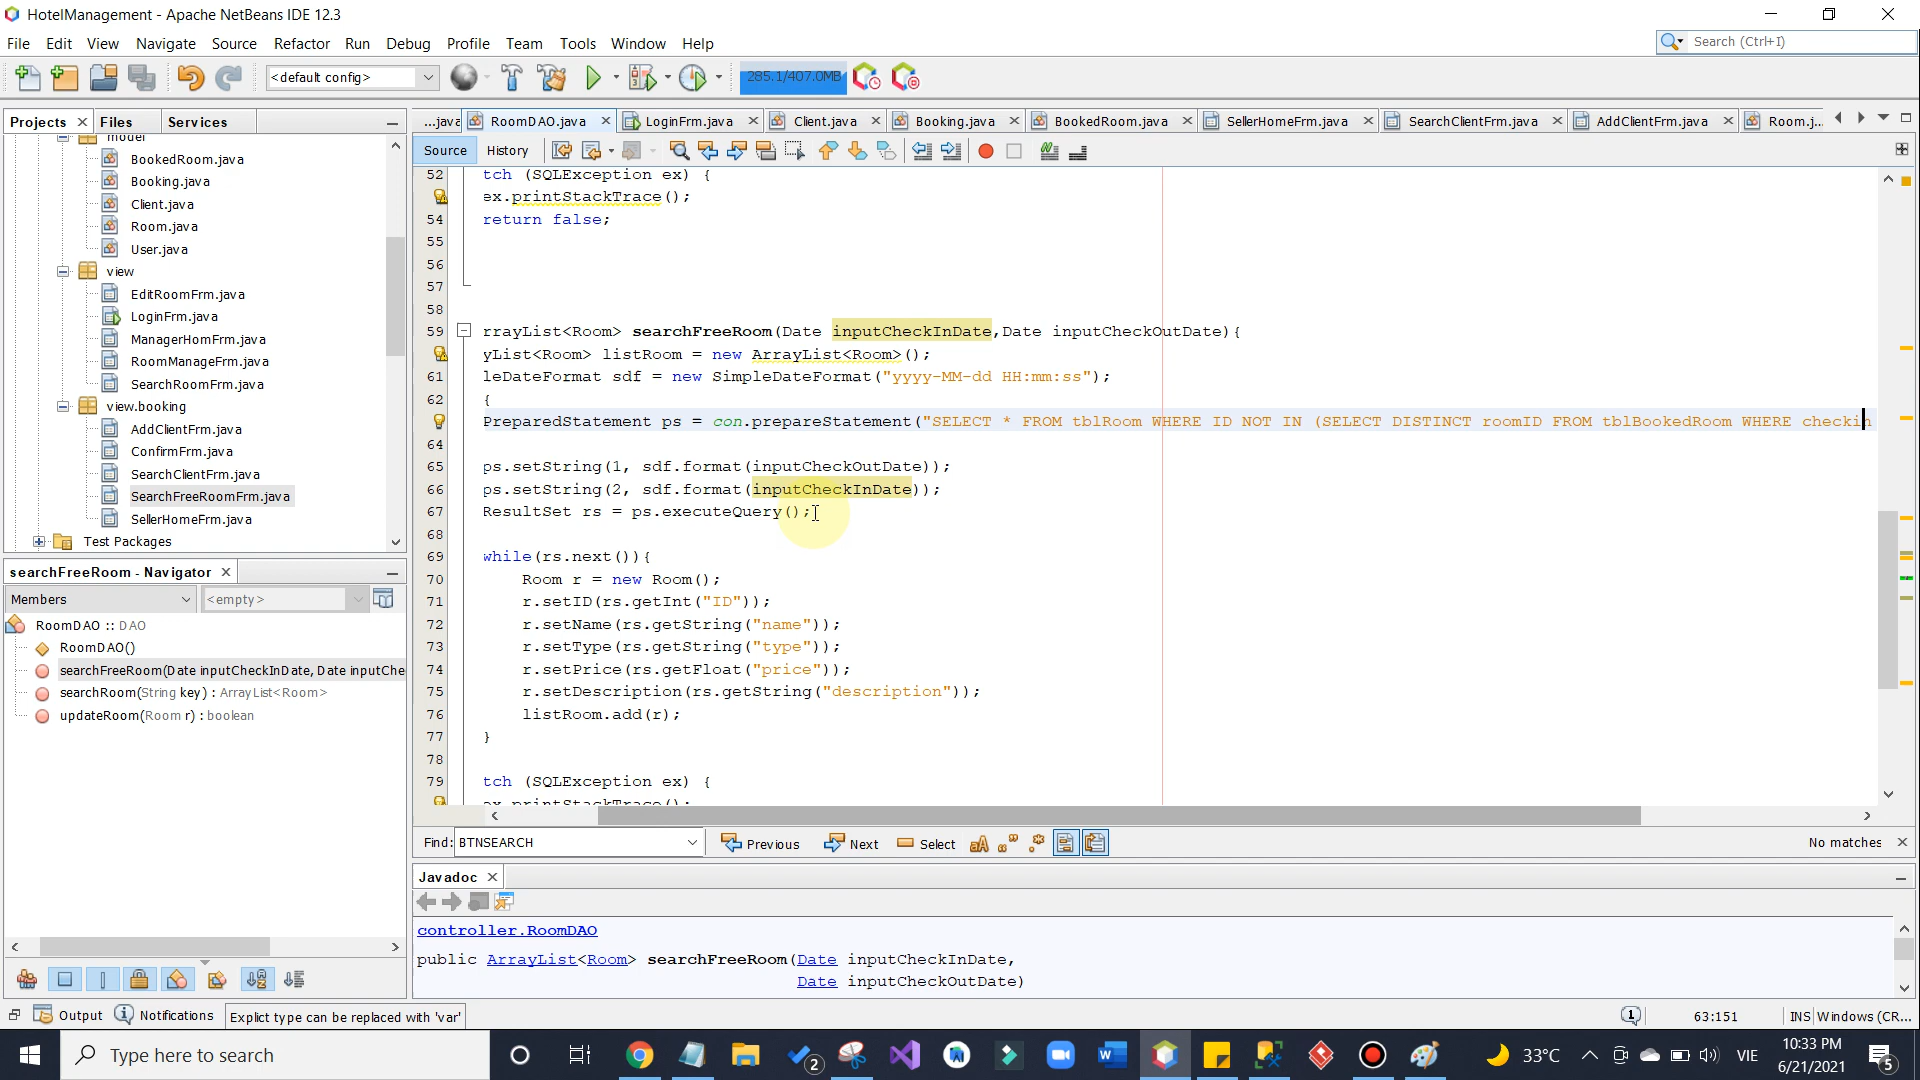 HotelManagement - Apache NetBeans IDE 12.3
File Edit View Navigate Source Refactor Run Debug Profile Team Tools Window Help
Search (Ctrl+I)
<default config>
285.1/407.0MB
Projects Files Services
...java RoomDAO.java LoginFrm.java Client.java Booking.java BookedRoom.java SellerHomeFrm.java SearchClientFrm.java AddClientFrm.java Room.j...
Source History
model
BookedRoom.java
Booking.java
Client.java
Room.java
User.java
view
EditRoomFrm.java
LoginFrm.java
ManagerHomFrm.java
RoomManageFrm.java
SearchRoomFrm.java
view.booking
AddClientFrm.java
ConfirmFrm.java
SearchClientFrm.java
SearchFreeRoomFrm.java
SellerHomeFrm.java
Test Packages
52 tch (SQLException ex) {
ex.printStackTrace();
54 return false;
55
56
57
58
59 rrayList<Room> searchFreeRoom(Date inputCheckInDate,Date inputCheckOutDate){
yList<Room> listRoom = new ArrayList<Room>();
61 leDateFormat sdf = new SimpleDateFormat("yyyy-MM-dd HH:mm:ss");
62 {
PreparedStatement ps = con.prepareStatement("SELECT * FROM tblRoom WHERE ID NOT IN (SELECT DISTINCT roomID FROM tblBookedRoom WHERE checkin
64
65 ps.setString(1, sdf.format(inputCheckOutDate));
66 ps.setString(2, sdf.format(inputCheckInDate));
67 ResultSet rs = ps.executeQuery();
68
69 while(rs.next()){
70 Room r = new Room();
71 r.setID(rs.getInt("ID"));
72 r.setName(rs.getString("name"));
73 r.setType(rs.getString("type"));
74 r.setPrice(rs.getFloat("price"));
75 r.setDescription(rs.getString("description"));
76 listRoom.add(r);
77 }
78
79 tch (SQLException ex) {
ex.printStackTrace();
searchFreeRoom - Navigator
Members <empty>
RoomDAO :: DAO
RoomDAO()
searchFreeRoom(Date inputCheckInDate, Date inputChe
searchRoom(String key) : ArrayList<Room>
updateRoom(Room r) : boolean
Find: BTNSEARCH Previous Next Select No matches
Javadoc
controller.RoomDAO
public ArrayList<Room> searchFreeRoom(Date inputCheckInDate,
Date inputCheckOutDate)
Output Notifications Explict type can be replaced with 'var' 1 63:151 INS Windows (CR...
Type here to search
2
33°C VIE
10:33 PM
6/21/2021
5